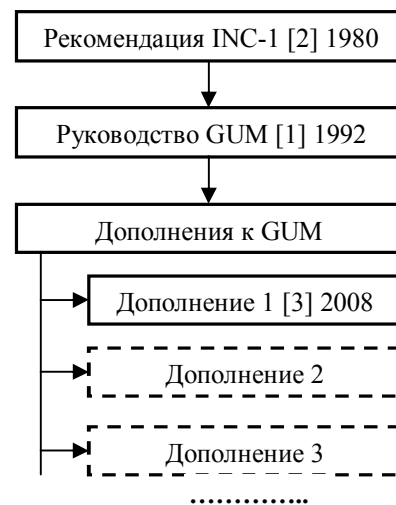 Рекомендация INC-1 [2] 1980
Руководство GUM [1] 1992
Дополнения к GUM
Дополнение 1 [3] 2008
Дополнение 2
Дополнение 3
…………..